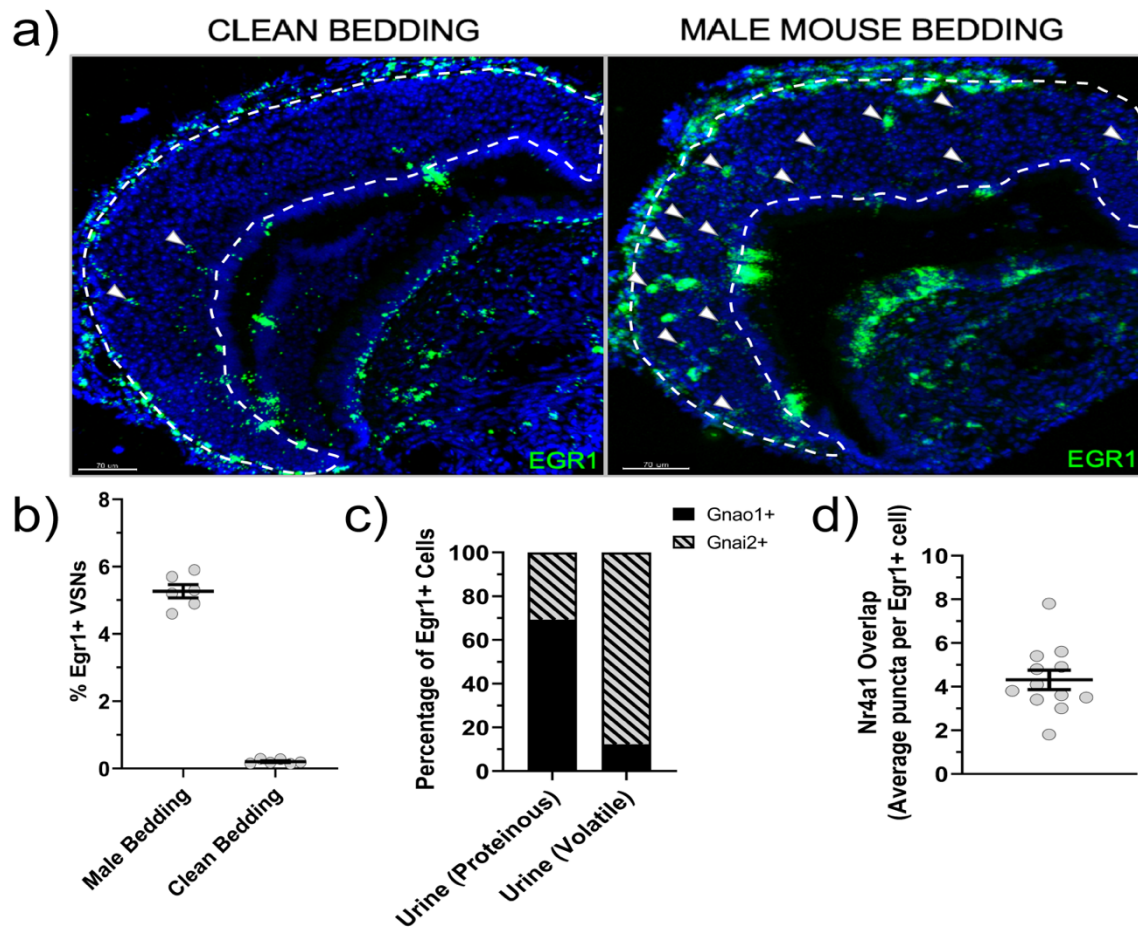 a)
CLEAN BEDDING
MALE MOUSE BEDDING
70 um
EGR1
70 um
EGR1
b)
% Egr1+ VSNs
8
6
4
2
0
Male Bedding
Clean Bedding
c)
Percentage of Egr1+ Cells
100
80
60
40
20
0
Urine (Proteinous)
Urine (Volatile)
Gnao1+
Gnai2+
d)
Nr4a1 Overlap
(Average puncta per Egr1+ cell)
10
8
6
4
2
0